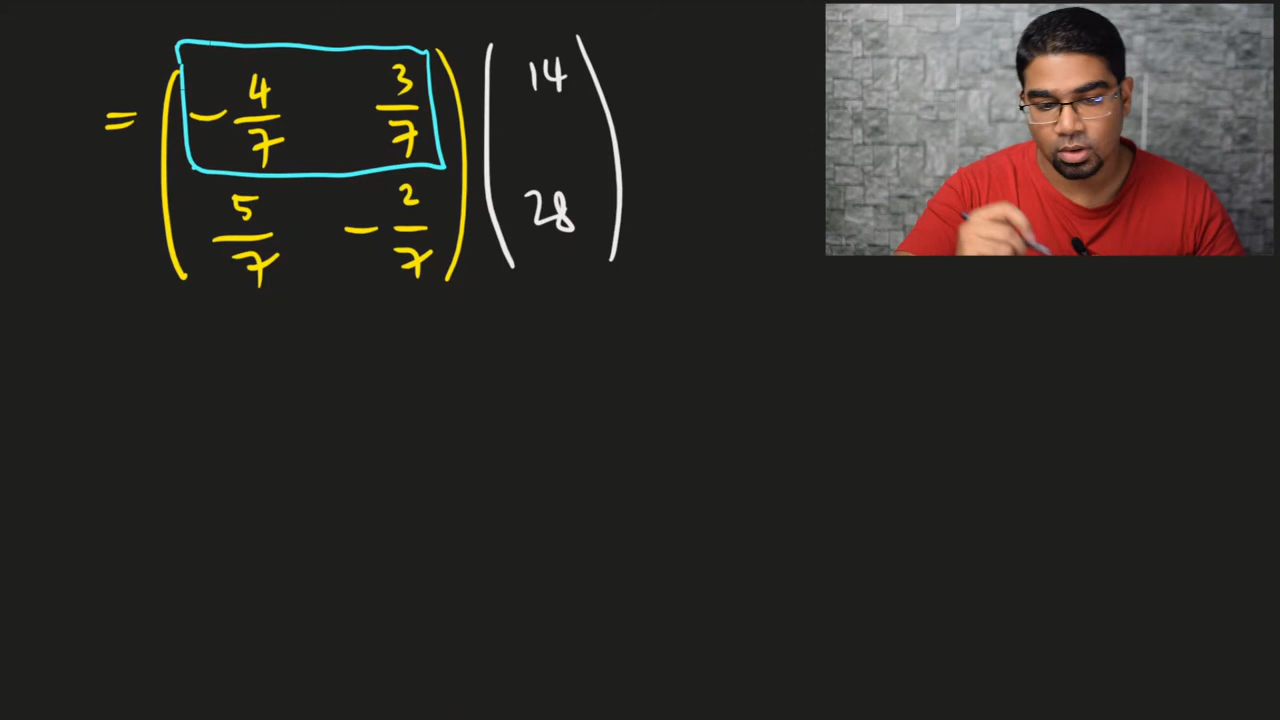 = ( -4/7 3/7 ) ( 14 )
( 5/7 -2/7 ) ( 28 )